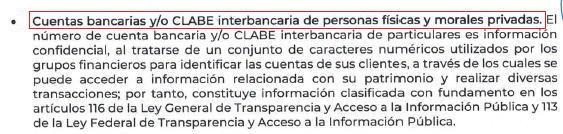 • Cuentas bancarias y/o CLABE interbancaria de personas físicas y morales privadas. El
número de cuenta bancaria y/o CLABE interbancaria de particulares es información
confidencial, al tratarse de un conjunto de caracteres numéricos utilizados por los
grupos financieros para identificar las cuentas de sus clientes, a través de los cuales se
puede acceder a información relacionada con su patrimonio y realizar diversas
transacciones; por tanto, constituye información clasificada con fundamento en los
artículos 116 de la Ley General de Transparencia y Acceso a la Información Pública y 113
de la Ley Federal de Transparencia y Acceso a la Información Pública.